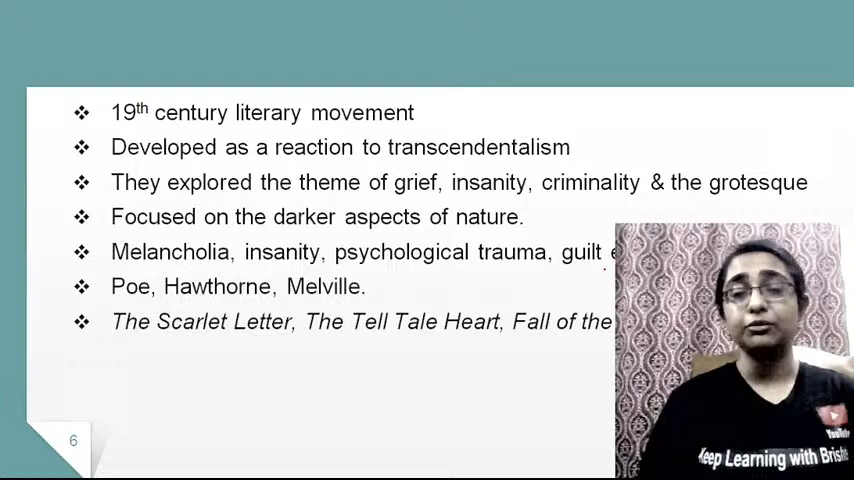 19th century literary movement
Developed as a reaction to transcendentalism
They explored the theme of grief, insanity, criminality & the grotesque
Focused on the darker aspects of nature.
Melancholia, insanity, psychological trauma, guilt
Poe, Hawthorne, Melville.
The Scarlet Letter, The Tell Tale Heart, Fall of the
6
YouTube
Keep Learning with